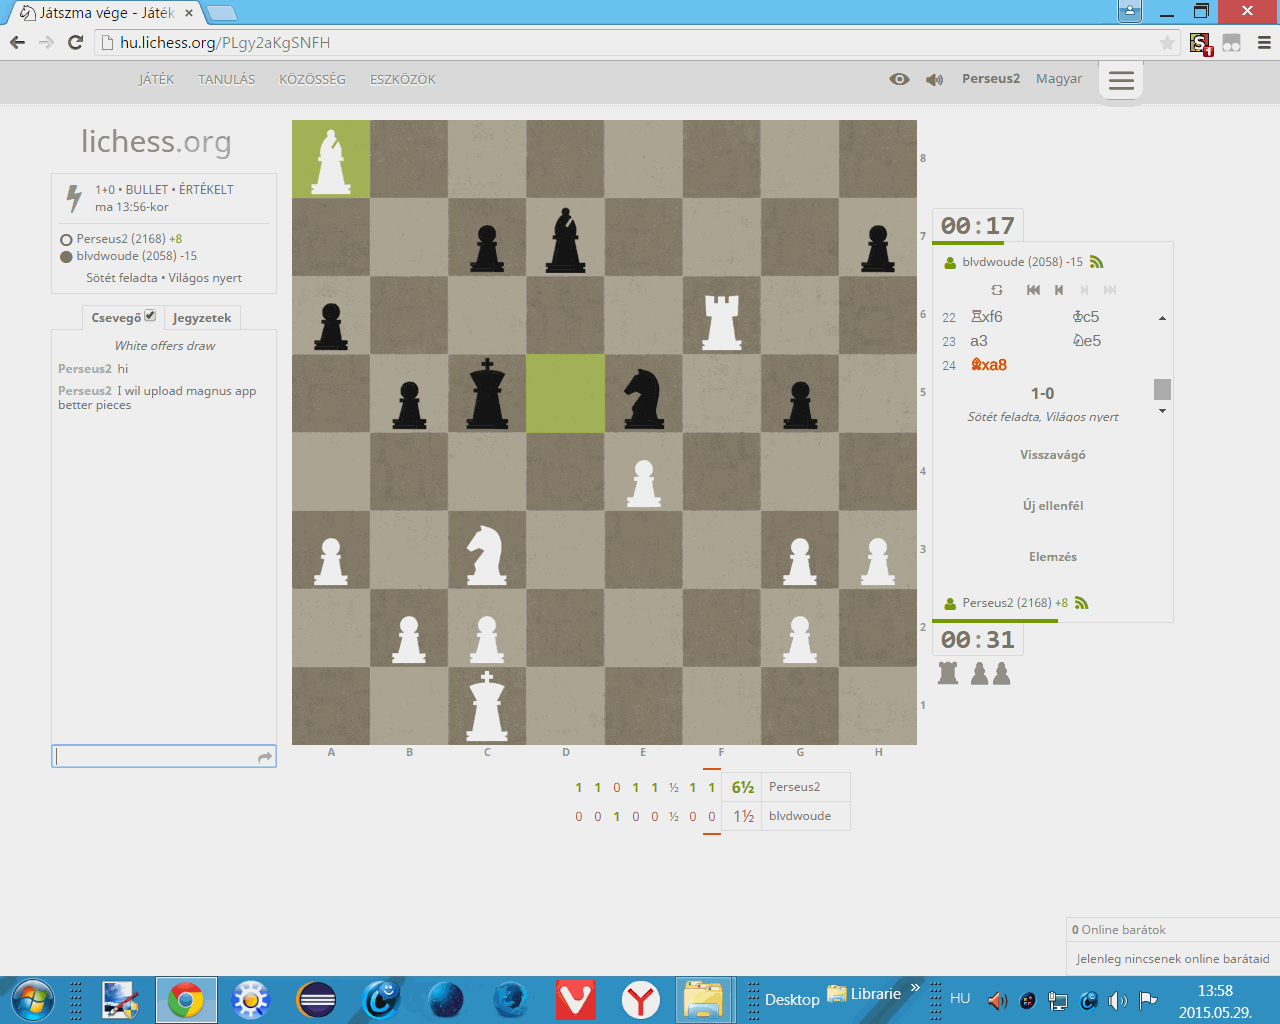 Játszma vége - Játék
hu.lichess.org/PLgy2aKgSNFH
1
JÁTÉK TANULÁS KÖZÖSSÉG ESZKÖZÖK
Perseus2 Magyar
lichess.org
1+0 • BULLET • ÉRTÉKELT
ma 13:56-kor
Perseus2 (2168) +8
blvdwoude (2058) -15
Sötét feladta • Világos nyert
Csevegő Jegyzetek
White offers draw
Perseus2 hi
Perseus2 I wil upload magnus app
better pieces
8
7
6
5
4
3
2
1
A B C D E F G H
00:17
blvdwoude (2058) -15
22 ♖xf6 ♔c5
23 a3 ♘e5
24 ♗xa8
1-0
Sötét feladta, Világos nyert
Visszavágó
Új ellenfél
Elemzés
Perseus2 (2168) +8
00:31
1 1 0 1 1 ½ 1 1 6½ Perseus2
0 0 1 0 0 ½ 0 0 1½ blvdwoude
0 Online barátok
Jelenleg nincsenek online barátaid
Desktop Librarie » HU 13:58
2015.05.29.